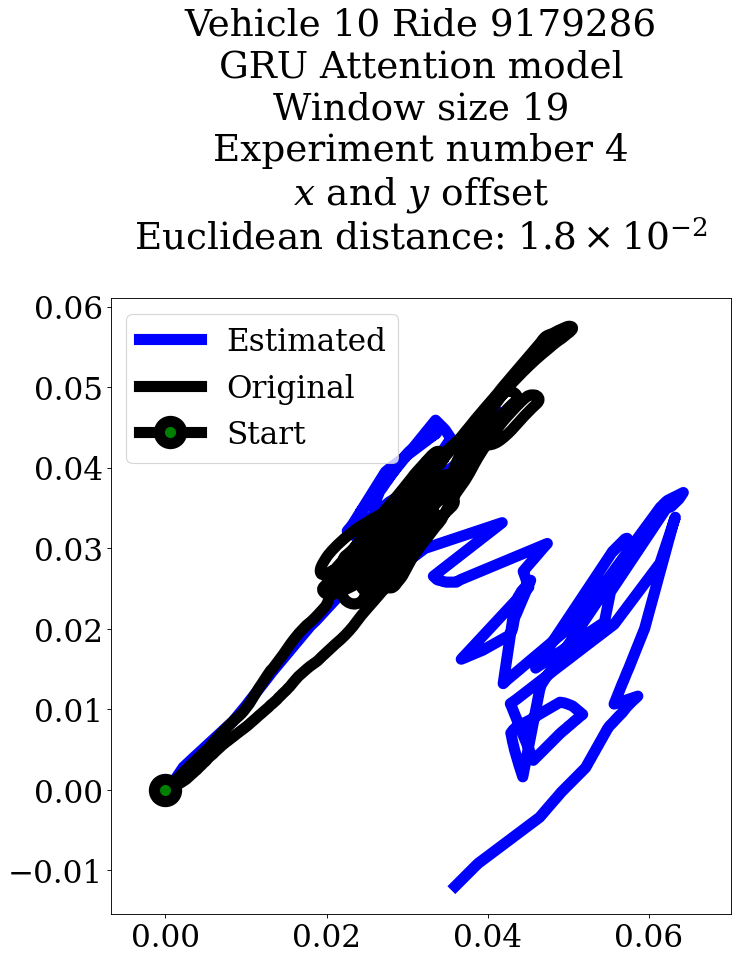 Vehicle 10 Ride 9179286
GRU Attention model
Window size 19
Experiment number 4
x and y offset
Euclidean distance: 1.8 × 10⁻²
0.06
Estimated
0.05
Original
Start
0.04
0.03
0.02
0.01
0.00
−0.01
0.00 0.02 0.04 0.06